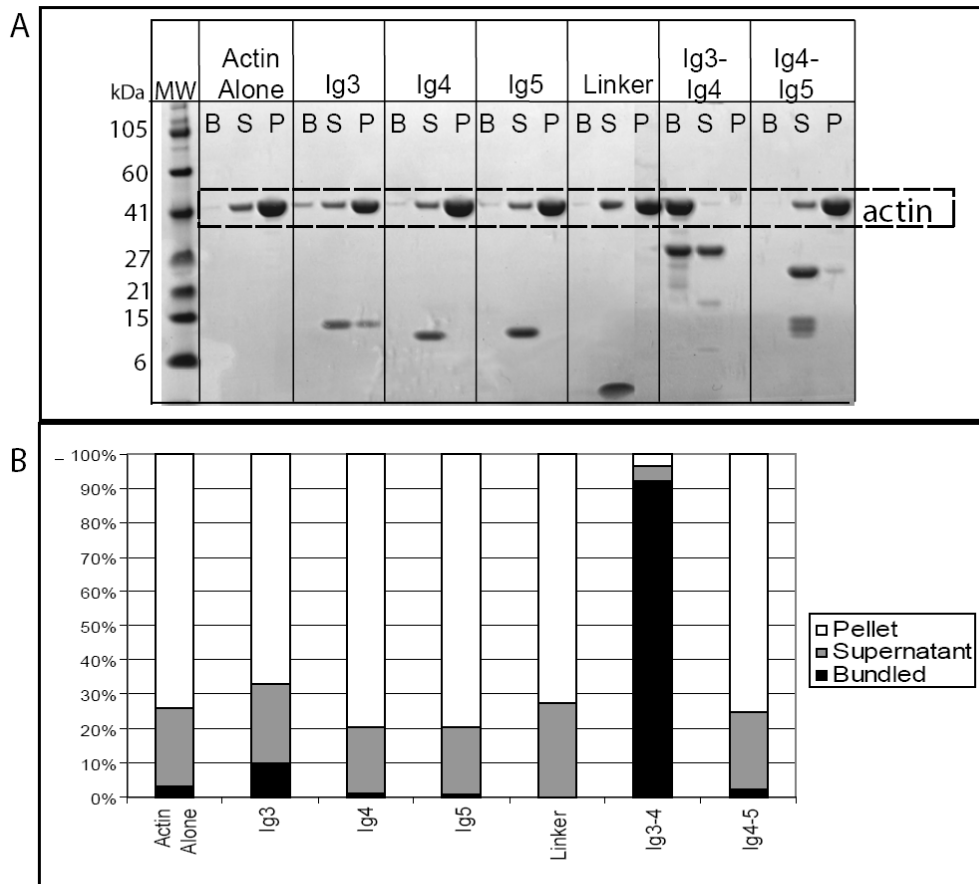 A
Actin Alone
Ig3
Ig4
Ig5
Linker
Ig3-Ig4
Ig4-Ig5
kDa MW
B S P B S P B S P B S P B S P B S P B S P
105
60
41
actin
27
21
15
6
B
– 100%
90%
80%
70%
60%
50%
40%
30%
20%
10%
0%
Pellet
Supernatant
Bundled
Actin Alone
Ig3
Ig4
Ig5
Linker
Ig3-4
Ig4-5